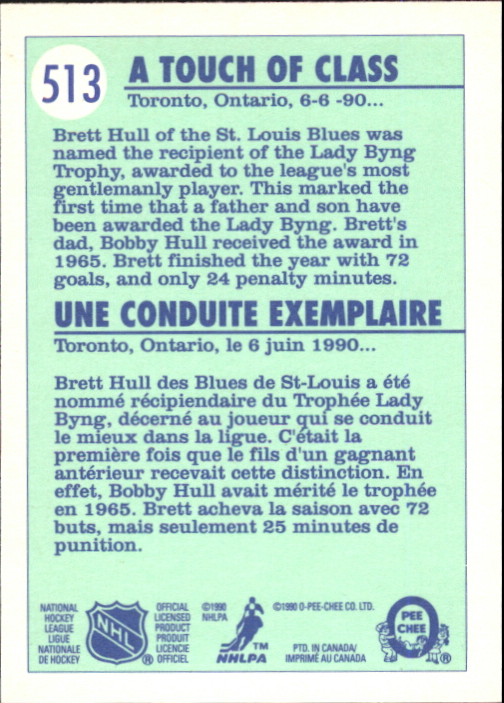 513
A TOUCH OF CLASS
Toronto, Ontario, 6-6 -90...
Brett Hull of the St. Louis Blues was
named the recipient of the Lady Byng
Trophy, awarded to the league's most
gentlemanly player. This marked the
first time that a father and son have
been awarded the Lady Byng. Brett's
dad, Bobby Hull received the award in
1965. Brett finished the year with 72
goals, and only 24 penalty minutes.
UNE CONDUITE EXEMPLAIRE
Toronto, Ontario, le 6 juin 1990...
Brett Hull des Blues de St-Louis a été
nommé récipiendaire du Trophée Lady
Byng, décerné au joueur qui se conduit
le mieux dans la ligue. C'était la
première fois que le fils d'un gagnant
antérieur recevait cette distinction. En
effet, Bobby Hull avait mérité le trophée
en 1965. Brett acheva la saison avec 72
buts, mais seulement 25 minutes de
punition.
NATIONAL
HOCKEY
LEAGUE
LIGUE
NATIONALE
DE HOCKEY
NHL
®
OFFICIAL
LICENSED
PRODUCT
PRODUIT
LICENCIE
OFFICIEL
©1990
NHLPA
TM
NHLPA
©1990 O-PEE-CHEE CO. LTD.
PTD. IN CANADA/
IMPRIMÉ AU CANADA
PEE
CHEE
®